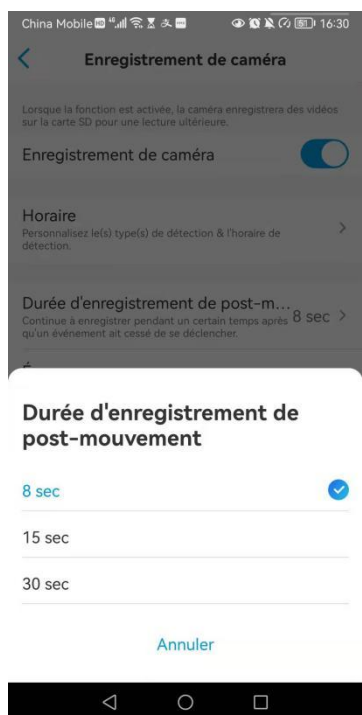 China Mobile 16:30
Enregistrement de caméra
Lorsque la fonction est activée, la caméra enregistrera des vidéos
sur la carte SD pour une lecture ultérieure.
Enregistrement de caméra
Horaire
Personnalisez le(s) type(s) de détection & l'horaire de
détection.
Durée d'enregistrement de post-m...
Continue à enregistrer pendant un certain temps après
qu'un événement ait cessé de se déclencher.
8 sec
Durée d'enregistrement de
post-mouvement
8 sec
15 sec
30 sec
Annuler